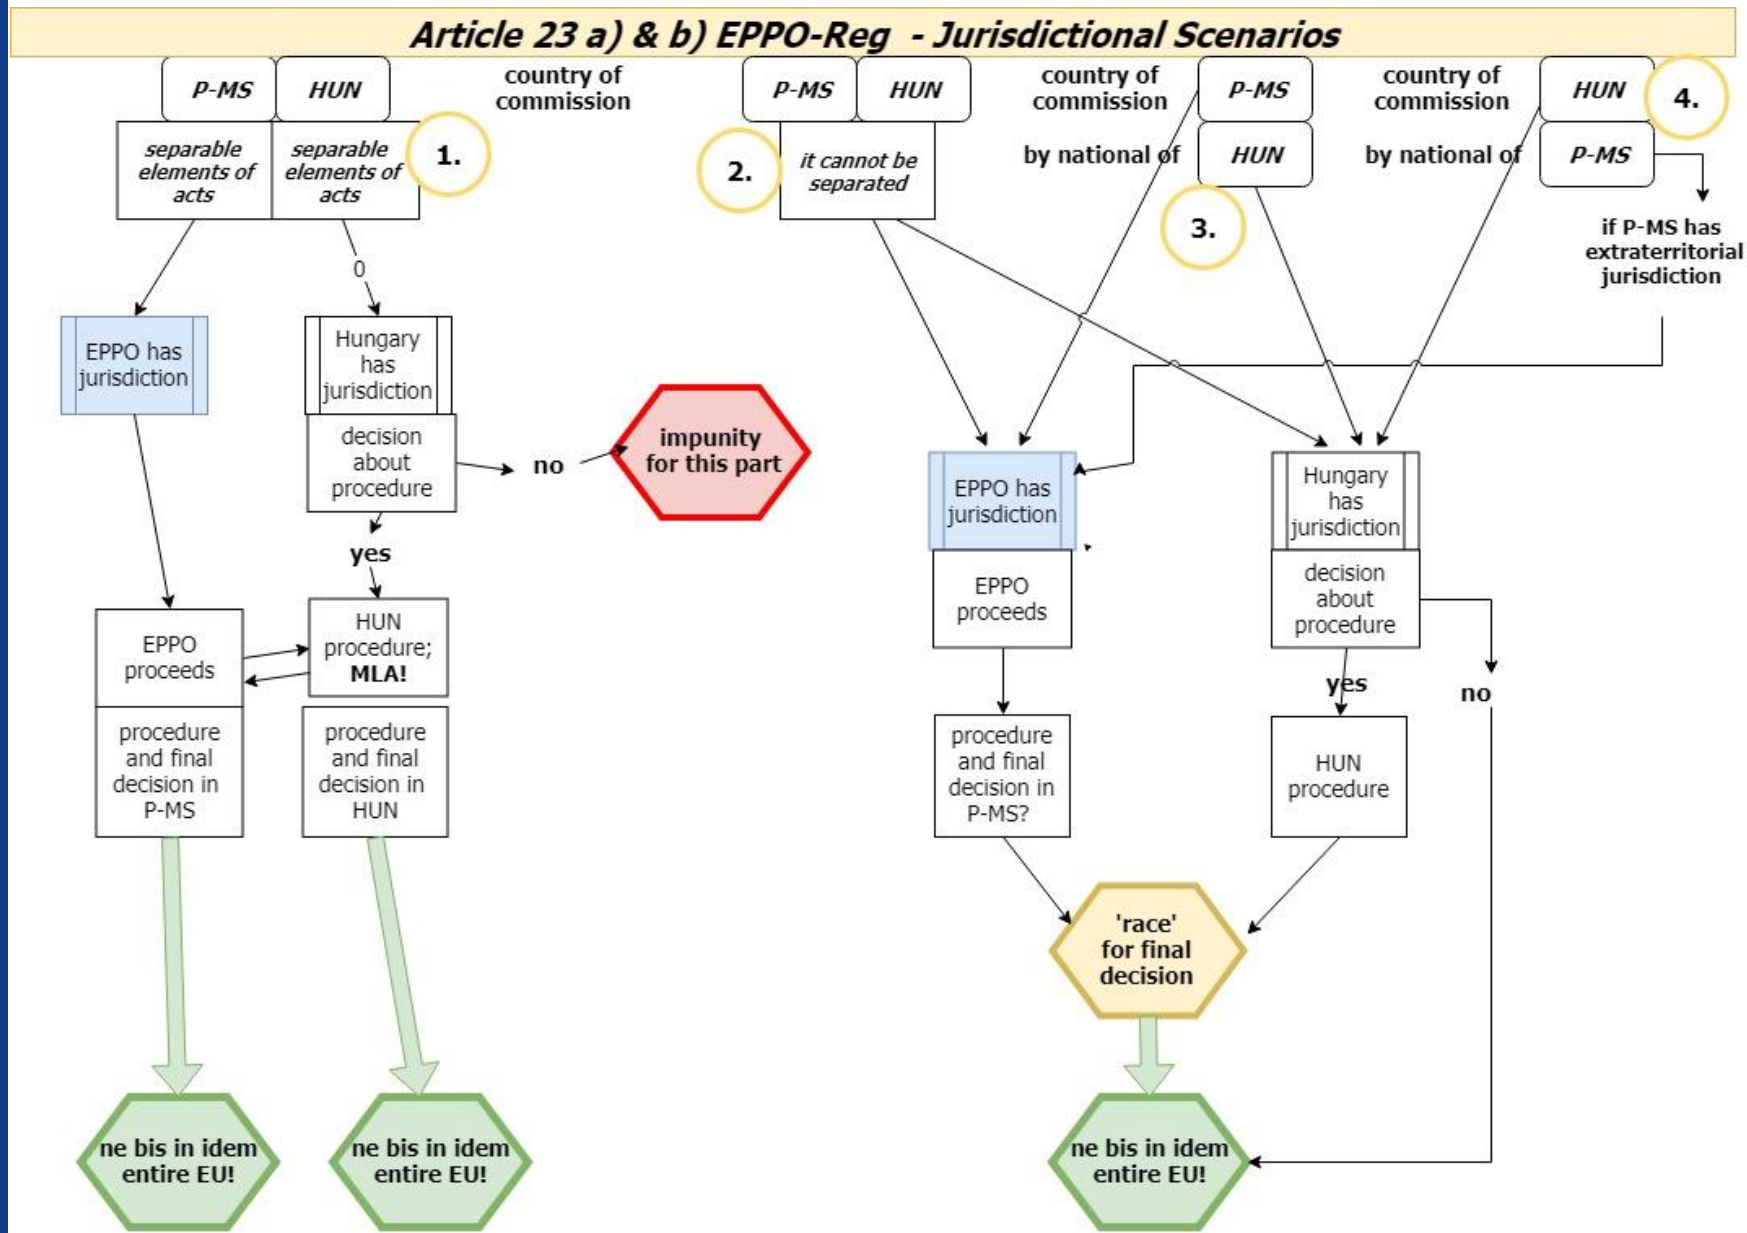 Article 23 a) & b) EPPO-Reg - Jurisdictional Scenarios
P-MS
HUN
country of
commission
separable
elements of
acts
separable
elements of
acts
1.
0
EPPO has
jurisdiction
Hungary
has
jurisdiction
decision
about
procedure
no
impunity
for this part
yes
EPPO
proceeds
HUN
procedure;
MLA!
procedure
and final
decision in
P-MS
procedure
and final
decision in
HUN
ne bis in idem
entire EU!
ne bis in idem
entire EU!
P-MS
HUN
2.
it cannot be
separated
country of
commission
P-MS
by national of
HUN
3.
country of
commission
HUN
4.
by national of
P-MS
if P-MS has
extraterritorial
jurisdiction
EPPO has
jurisdiction
EPPO
proceeds
procedure
and final
decision in
P-MS?
Hungary
has
jurisdiction
decision
about
procedure
yes
no
HUN
procedure
'race'
for final
decision
ne bis in idem
entire EU!